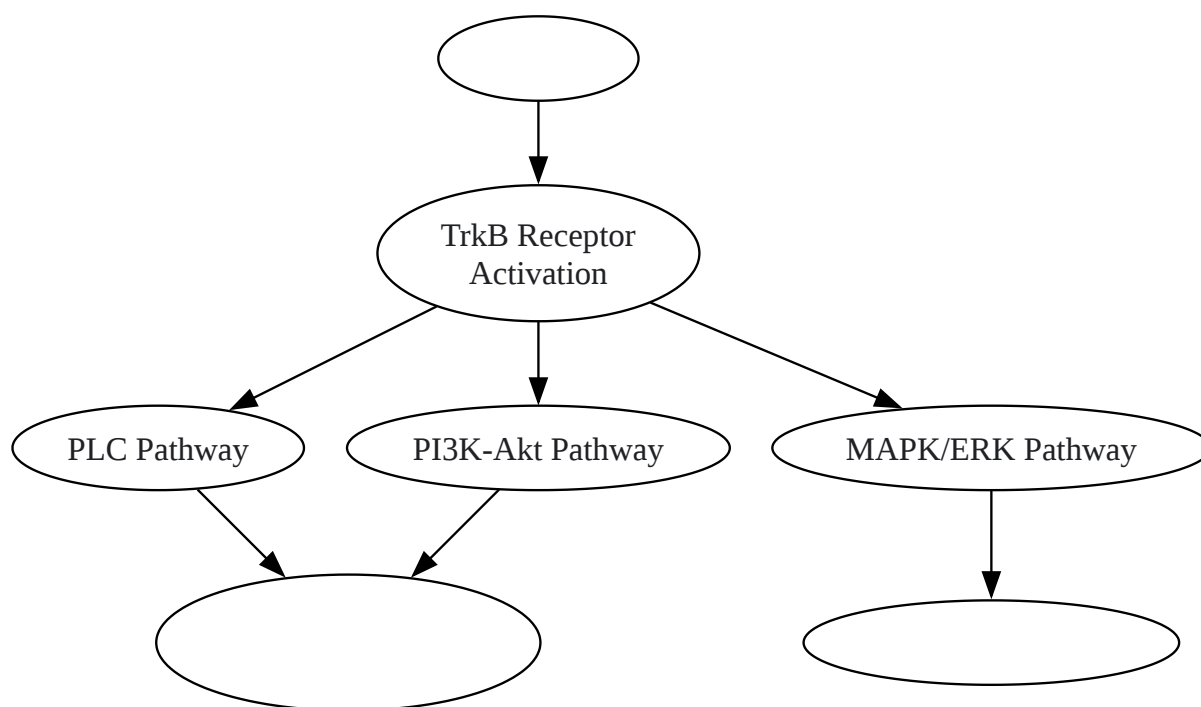 TrkB Receptor
Activation
PLC Pathway
PI3K-Akt Pathway
MAPK/ERK Pathway